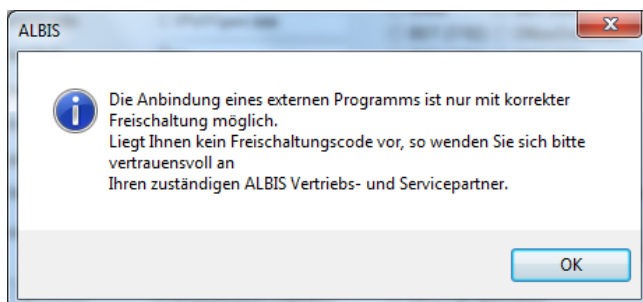 ALBIS
Die Anbindung eines externen Programms ist nur mit korrekter
Freischaltung möglich.
Liegt Ihnen kein Freischaltungscode vor, so wenden Sie sich bitte
vertrauensvoll an
Ihren zuständigen ALBIS Vertriebs- und Servicepartner.
OK